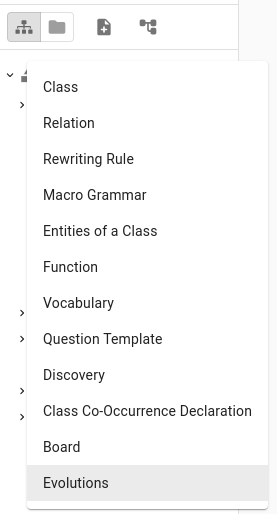 Class
Relation
Rewriting Rule
Macro Grammar
Entities of a Class
Function
Vocabulary
Question Template
Discovery
Class Co-Occurrence Declaration
Board
Evolutions